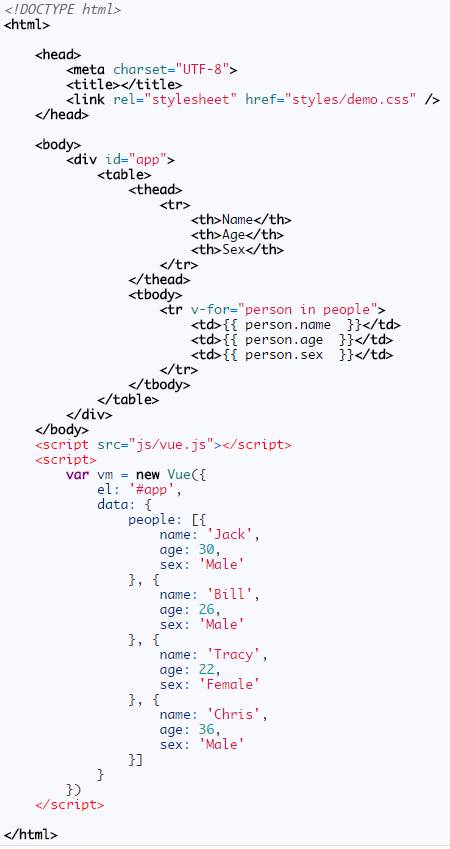 <!DOCTYPE html>
<html>
<head>
<meta charset="UTF-8">
<title></title>
<link rel="stylesheet" href="styles/demo.css" />
</head>
<body>
<div id="app">
<table>
<thead>
<tr>
<th>Name</th>
<th>Age</th>
<th>Sex</th>
</tr>
</thead>
<tbody>
<tr v-for="person in people">
<td>{{ person.name  }}</td>
<td>{{ person.age  }}</td>
<td>{{ person.sex  }}</td>
</tr>
</tbody>
</table>
</div>
</body>
<script src="js/vue.js"></script>
<script>
var vm = new Vue({
el: '#app',
data: {
people: [{
name: 'Jack',
age: 30,
sex: 'Male'
}, {
name: 'Bill',
age: 26,
sex: 'Male'
}, {
name: 'Tracy',
age: 22,
sex: 'Female'
}, {
name: 'Chris',
age: 36,
sex: 'Male'
}]
}
})
</script>
</html>